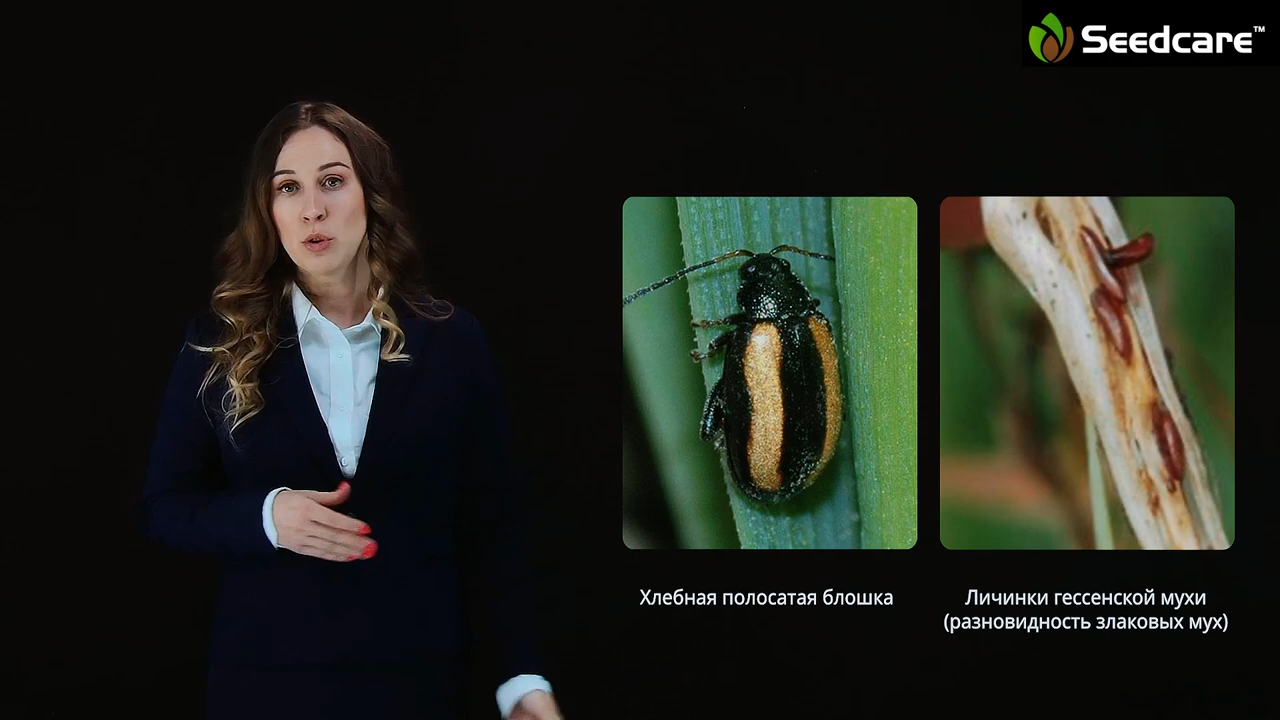 Seedcare™
Хлебная полосатая блошка
Личинки гессенской мухи
(разновидность злаковых мух)